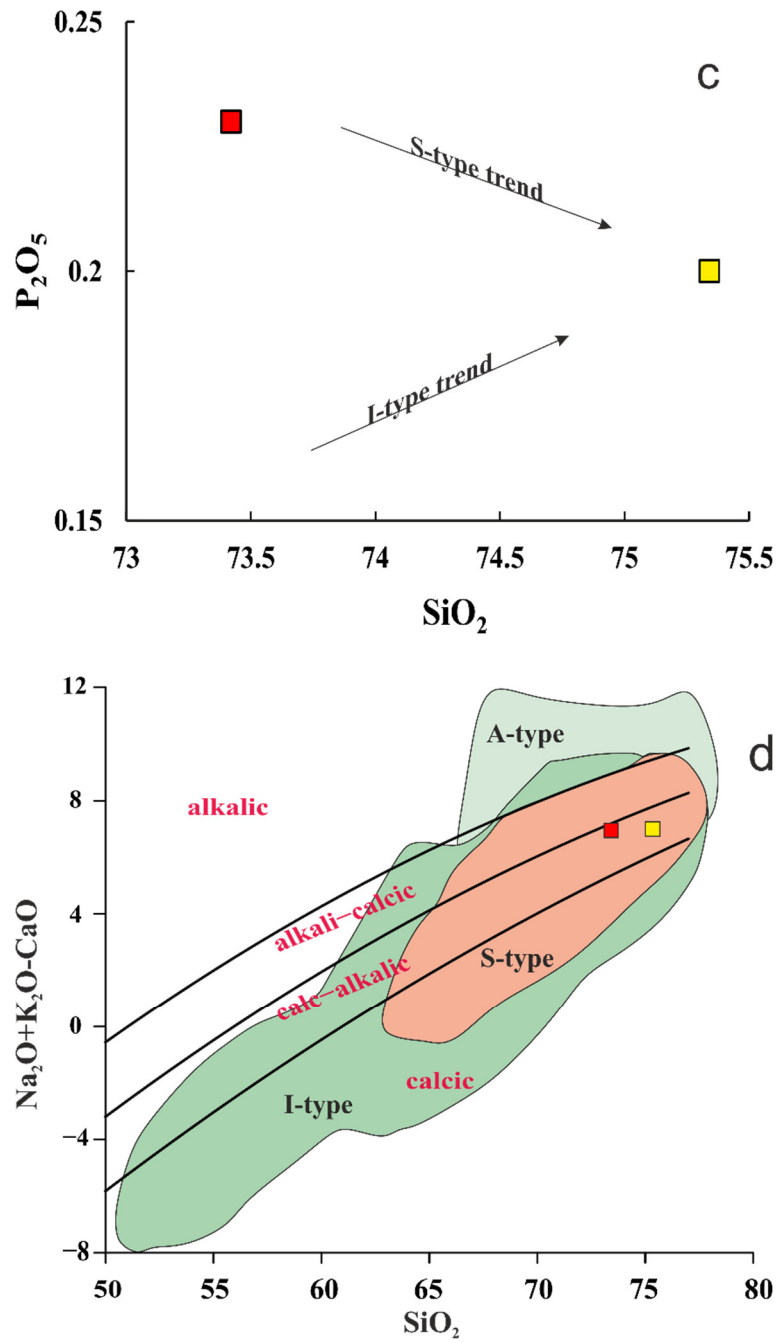 0.25
c
S-type trend
P₂O₅
0.2
I-type trend
0.15
73
73.5
74
74.5
75
75.5
SiO₂
12
A-type
d
8
alkalic
4
alkali−calcic
S-type
calc−alkalic
Na₂O+K₂O-CaO
0
calcic
I-type
−4
−8
50
55
60
65
70
75
80
SiO₂